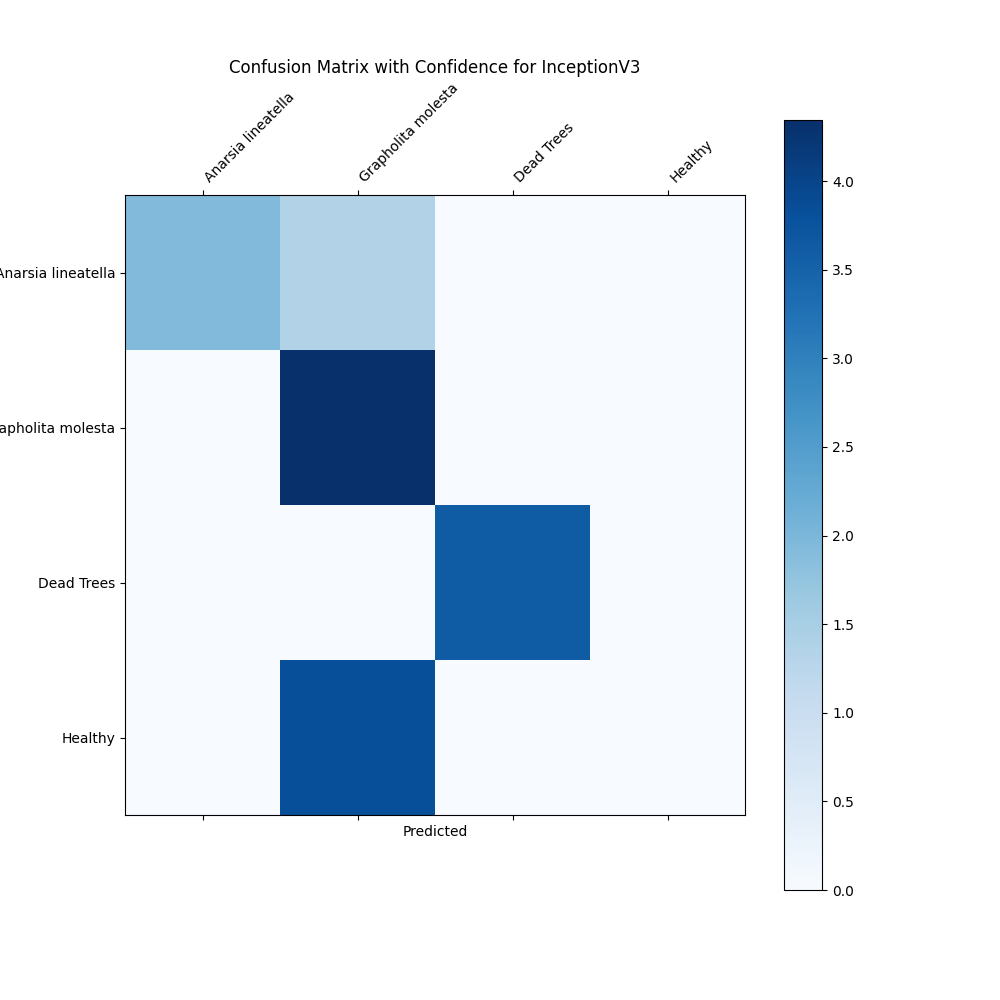 Confusion Matrix with Confidence for InceptionV3
Anarsia lineatella
Grapholita molesta
Dead Trees
Healthy
Anarsia lineatella
apholita molesta
Dead Trees
Healthy
Predicted
4.0
3.5
3.0
2.5
2.0
1.5
1.0
0.5
0.0